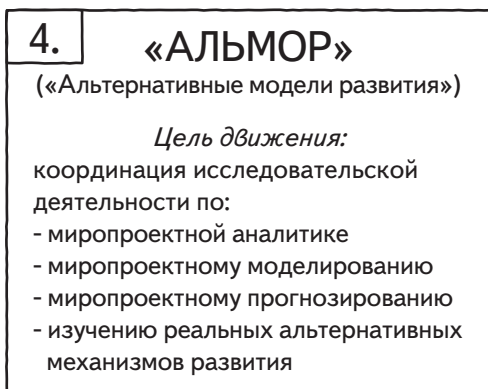 4.
«АЛЬМОР»
(«Альтернативные модели развития»)
Цель движения:
координация исследовательской
деятельности по:
- миропроектной аналитике
- миропроектному моделированию
- миропроектному прогнозированию
- изучению реальных альтернативных
механизмов развития